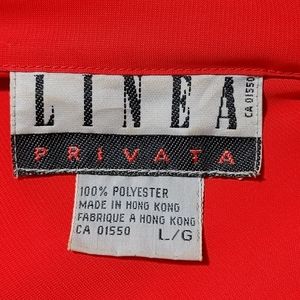 LINEA
CA 01550
PRIVATA
100% POLYESTER
MADE IN HONG KONG
FABRIQUE A HONG KONG
CA 01550 L/G